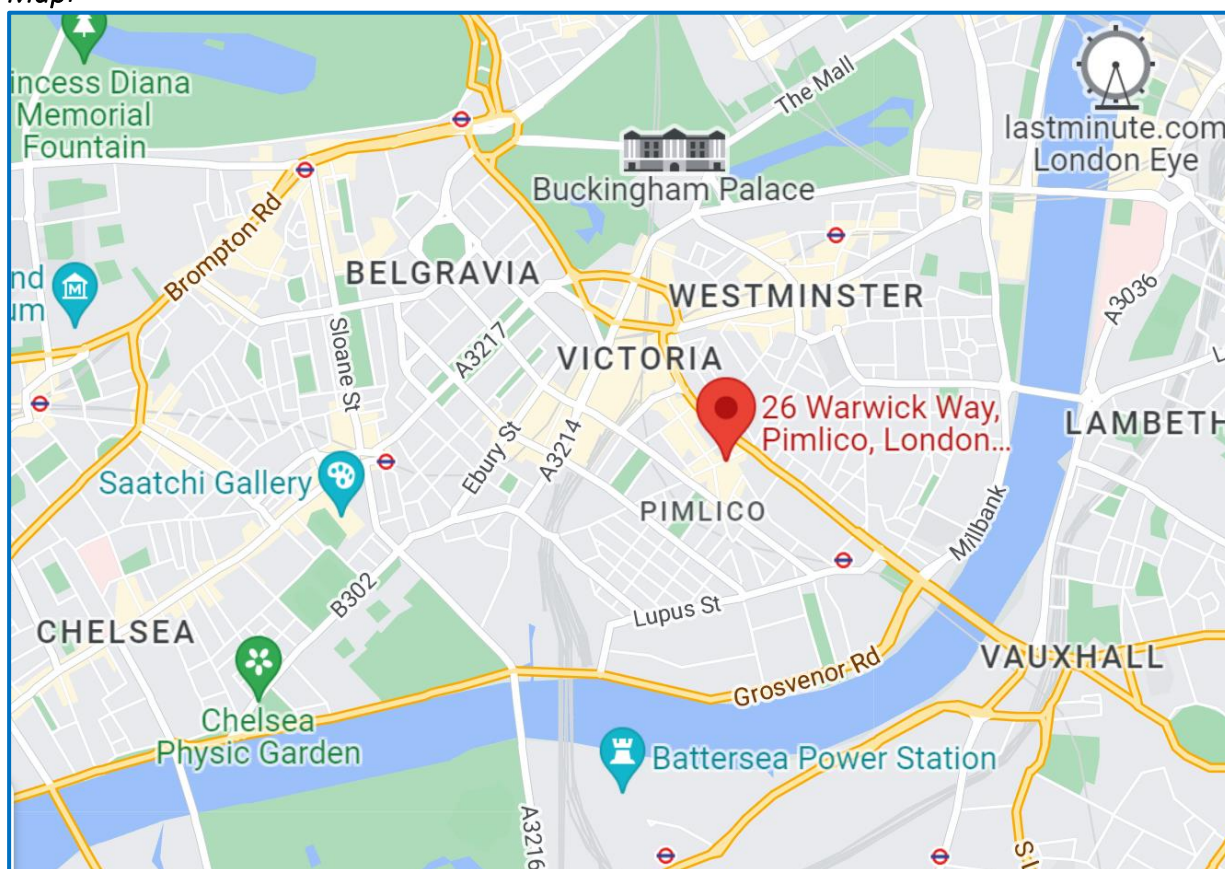 Map:
incess Diana
Memorial
Fountain
The Mall
lastminute.com
London Eye
Buckingham Palace
Brompton Rd
BELGRAVIA
nd
um
WESTMINSTER
A3036
Sloane St
A3217
VICTORIA
26 Warwick Way,
Pimlico, London...
LAMBETH
Ebury St
A3214
Saatchi Gallery
PIMLICO
Millbank
B302
Lupus St
CHELSEA
VAUXHALL
Grosvenor Rd
Chelsea
Physic Garden
Battersea Power Station
A3216